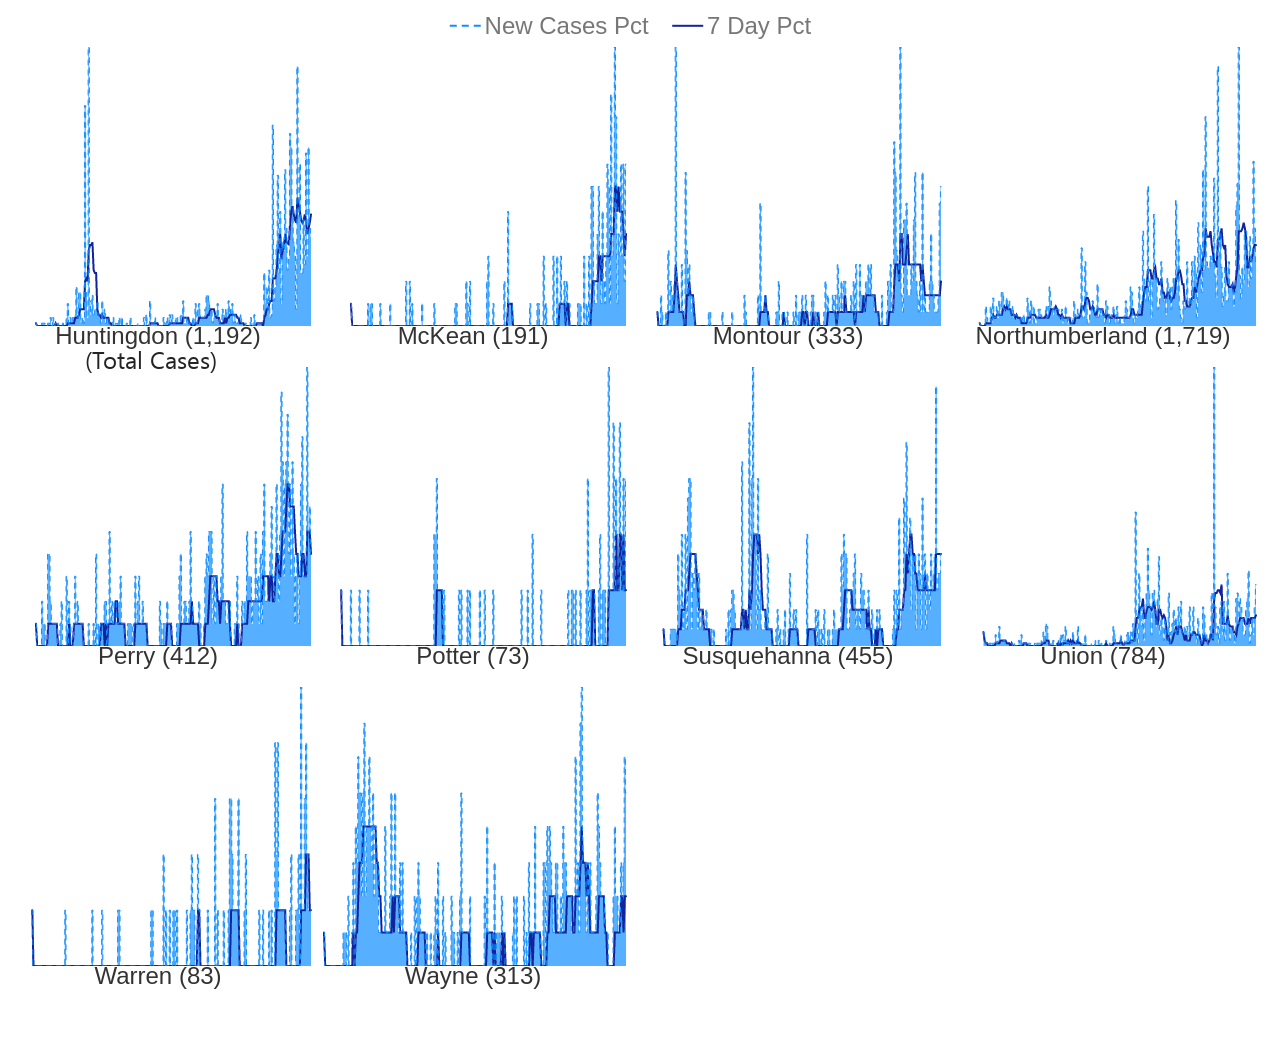 New Cases Pct 7 Day Pct
Huntingdon (1,192) McKean (191) Montour (333) Northumberland (1,719)
(Total Cases)
Perry (412) Potter (73) Susquehanna (455) Union (784)
Warren (83) Wayne (313)